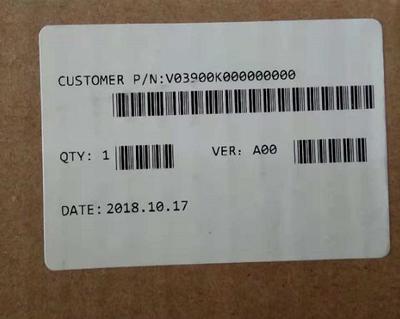 CUSTOMER P/N:V03900K000000000
QTY: 1 VER: A00
DATE: 2018.10.17